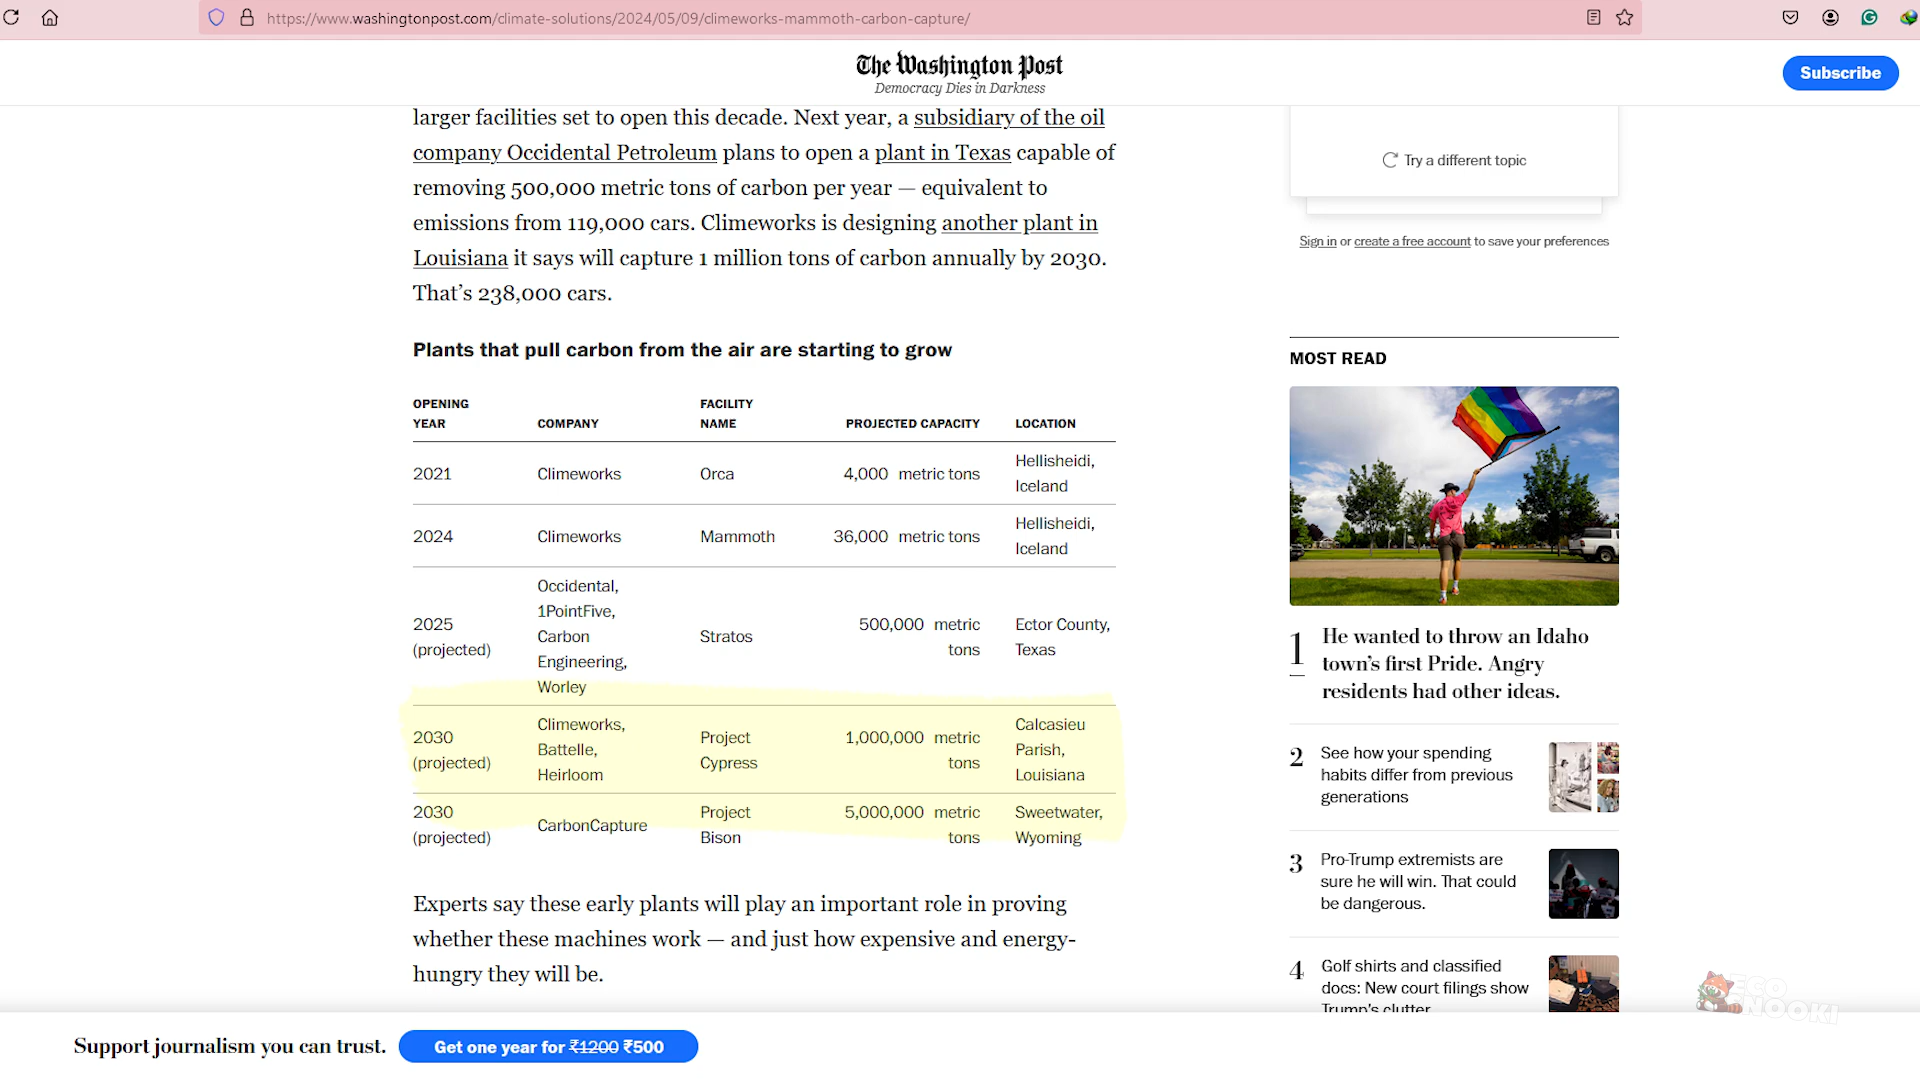 https://www.washingtonpost.com/climate-solutions/2024/05/09/climeworks-mammoth-carbon-capture/
The Washington Post
Democracy Dies in Darkness
Subscribe
larger facilities set to open this decade. Next year, a subsidiary of the oil
company Occidental Petroleum plans to open a plant in Texas capable of
removing 500,000 metric tons of carbon per year — equivalent to
emissions from 119,000 cars. Climeworks is designing another plant in
Louisiana it says will capture 1 million tons of carbon annually by 2030.
That’s 238,000 cars.
Plants that pull carbon from the air are starting to grow
OPENING YEAR COMPANY FACILITY NAME PROJECTED CAPACITY LOCATION
2021 Climeworks Orca 4,000 metric tons Hellisheidi, Iceland
2024 Climeworks Mammoth 36,000 metric tons Hellisheidi, Iceland
2025 (projected) Occidental, 1PointFive, Carbon Engineering, Worley Stratos 500,000 metric tons Ector County, Texas
2030 (projected) Climeworks, Battelle, Heirloom Project Cypress 1,000,000 metric tons Calcasieu Parish, Louisiana
2030 (projected) CarbonCapture Project Bison 5,000,000 metric tons Sweetwater, Wyoming
Experts say these early plants will play an important role in proving
whether these machines work — and just how expensive and energy-
hungry they will be.
Try a different topic
Sign in or create a free account to save your preferences
MOST READ
1 He wanted to throw an Idaho
town’s first Pride. Angry
residents had other ideas.
2 See how your spending
habits differ from previous
generations
3 Pro-Trump extremists are
sure he will win. That could
be dangerous.
4 Golf shirts and classified
docs: New court filings show
Trump’s clutter
ECO
NOOKI
Support journalism you can trust.
Get one year for ₹1200 ₹500